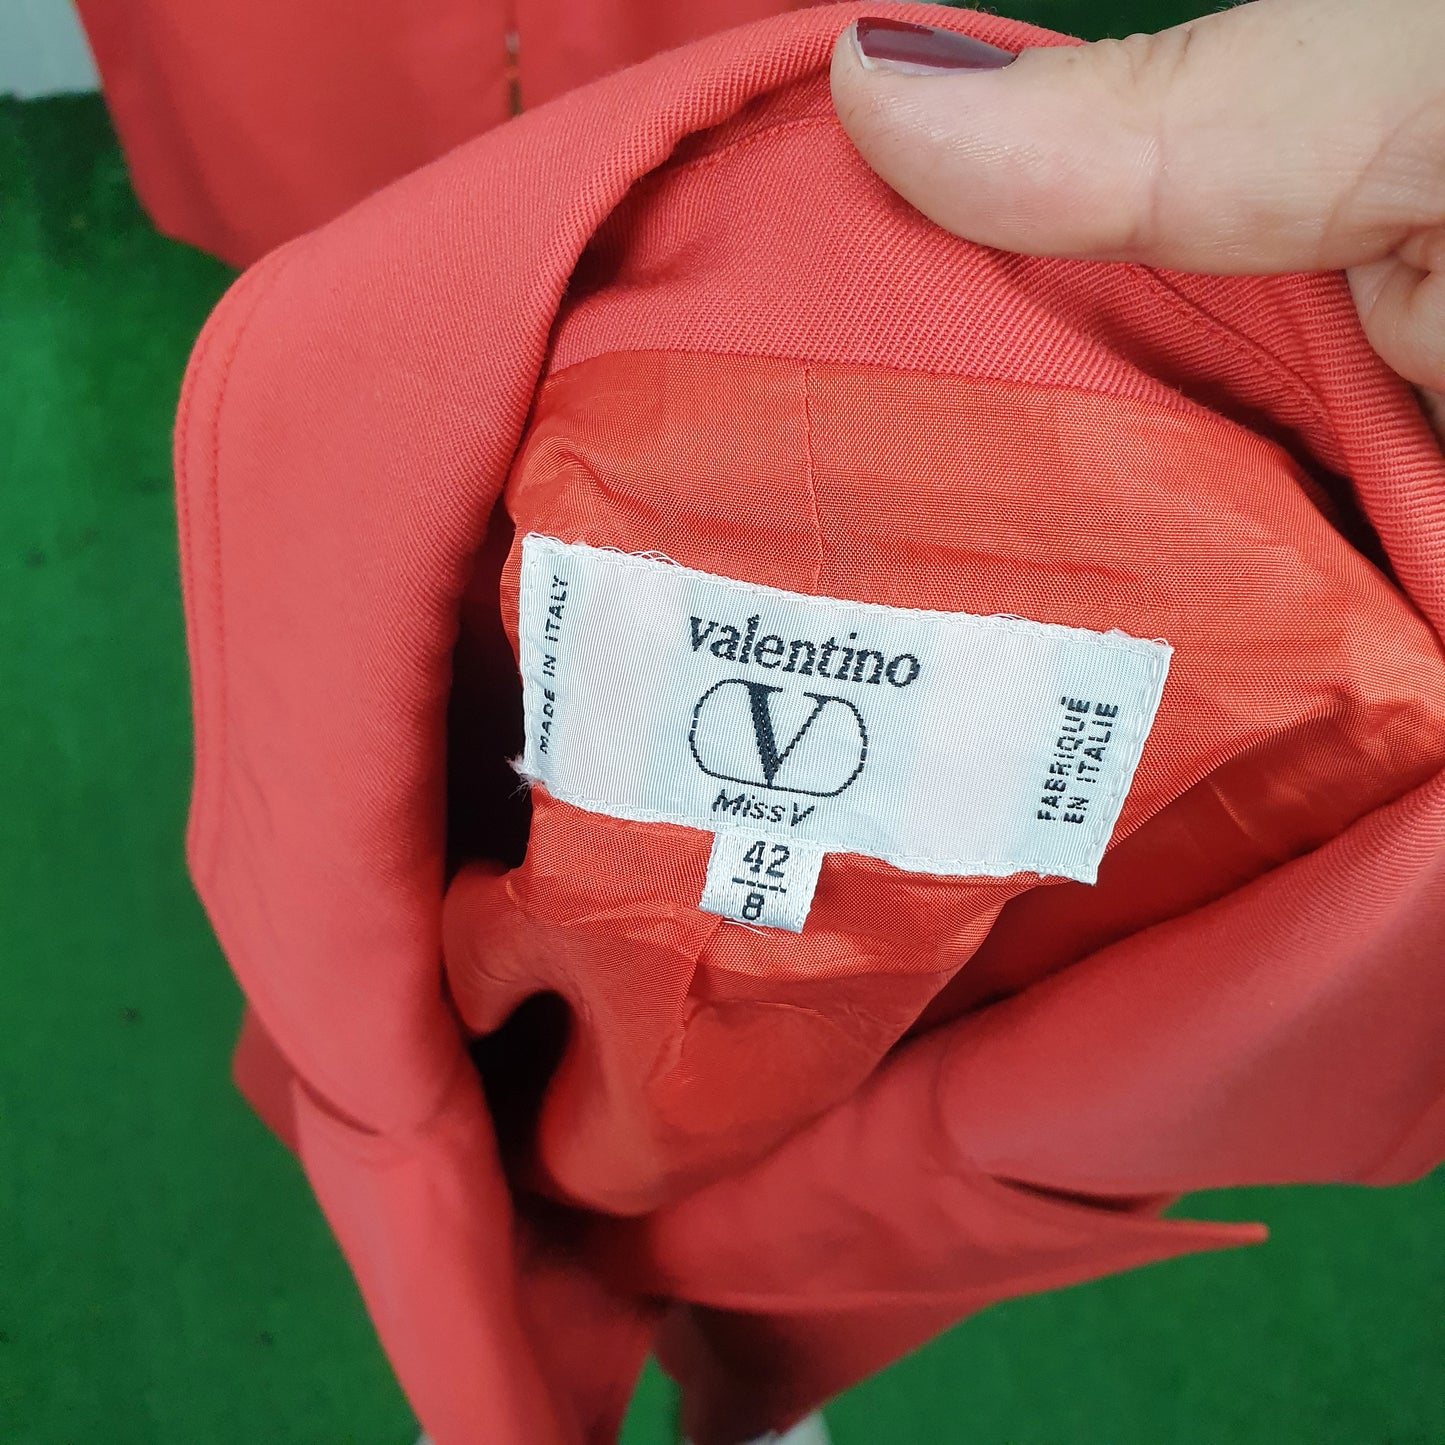 MADE IN ITALY
valentino
V
Miss V
42
8
FABRIQUÉ
EN ITALIE